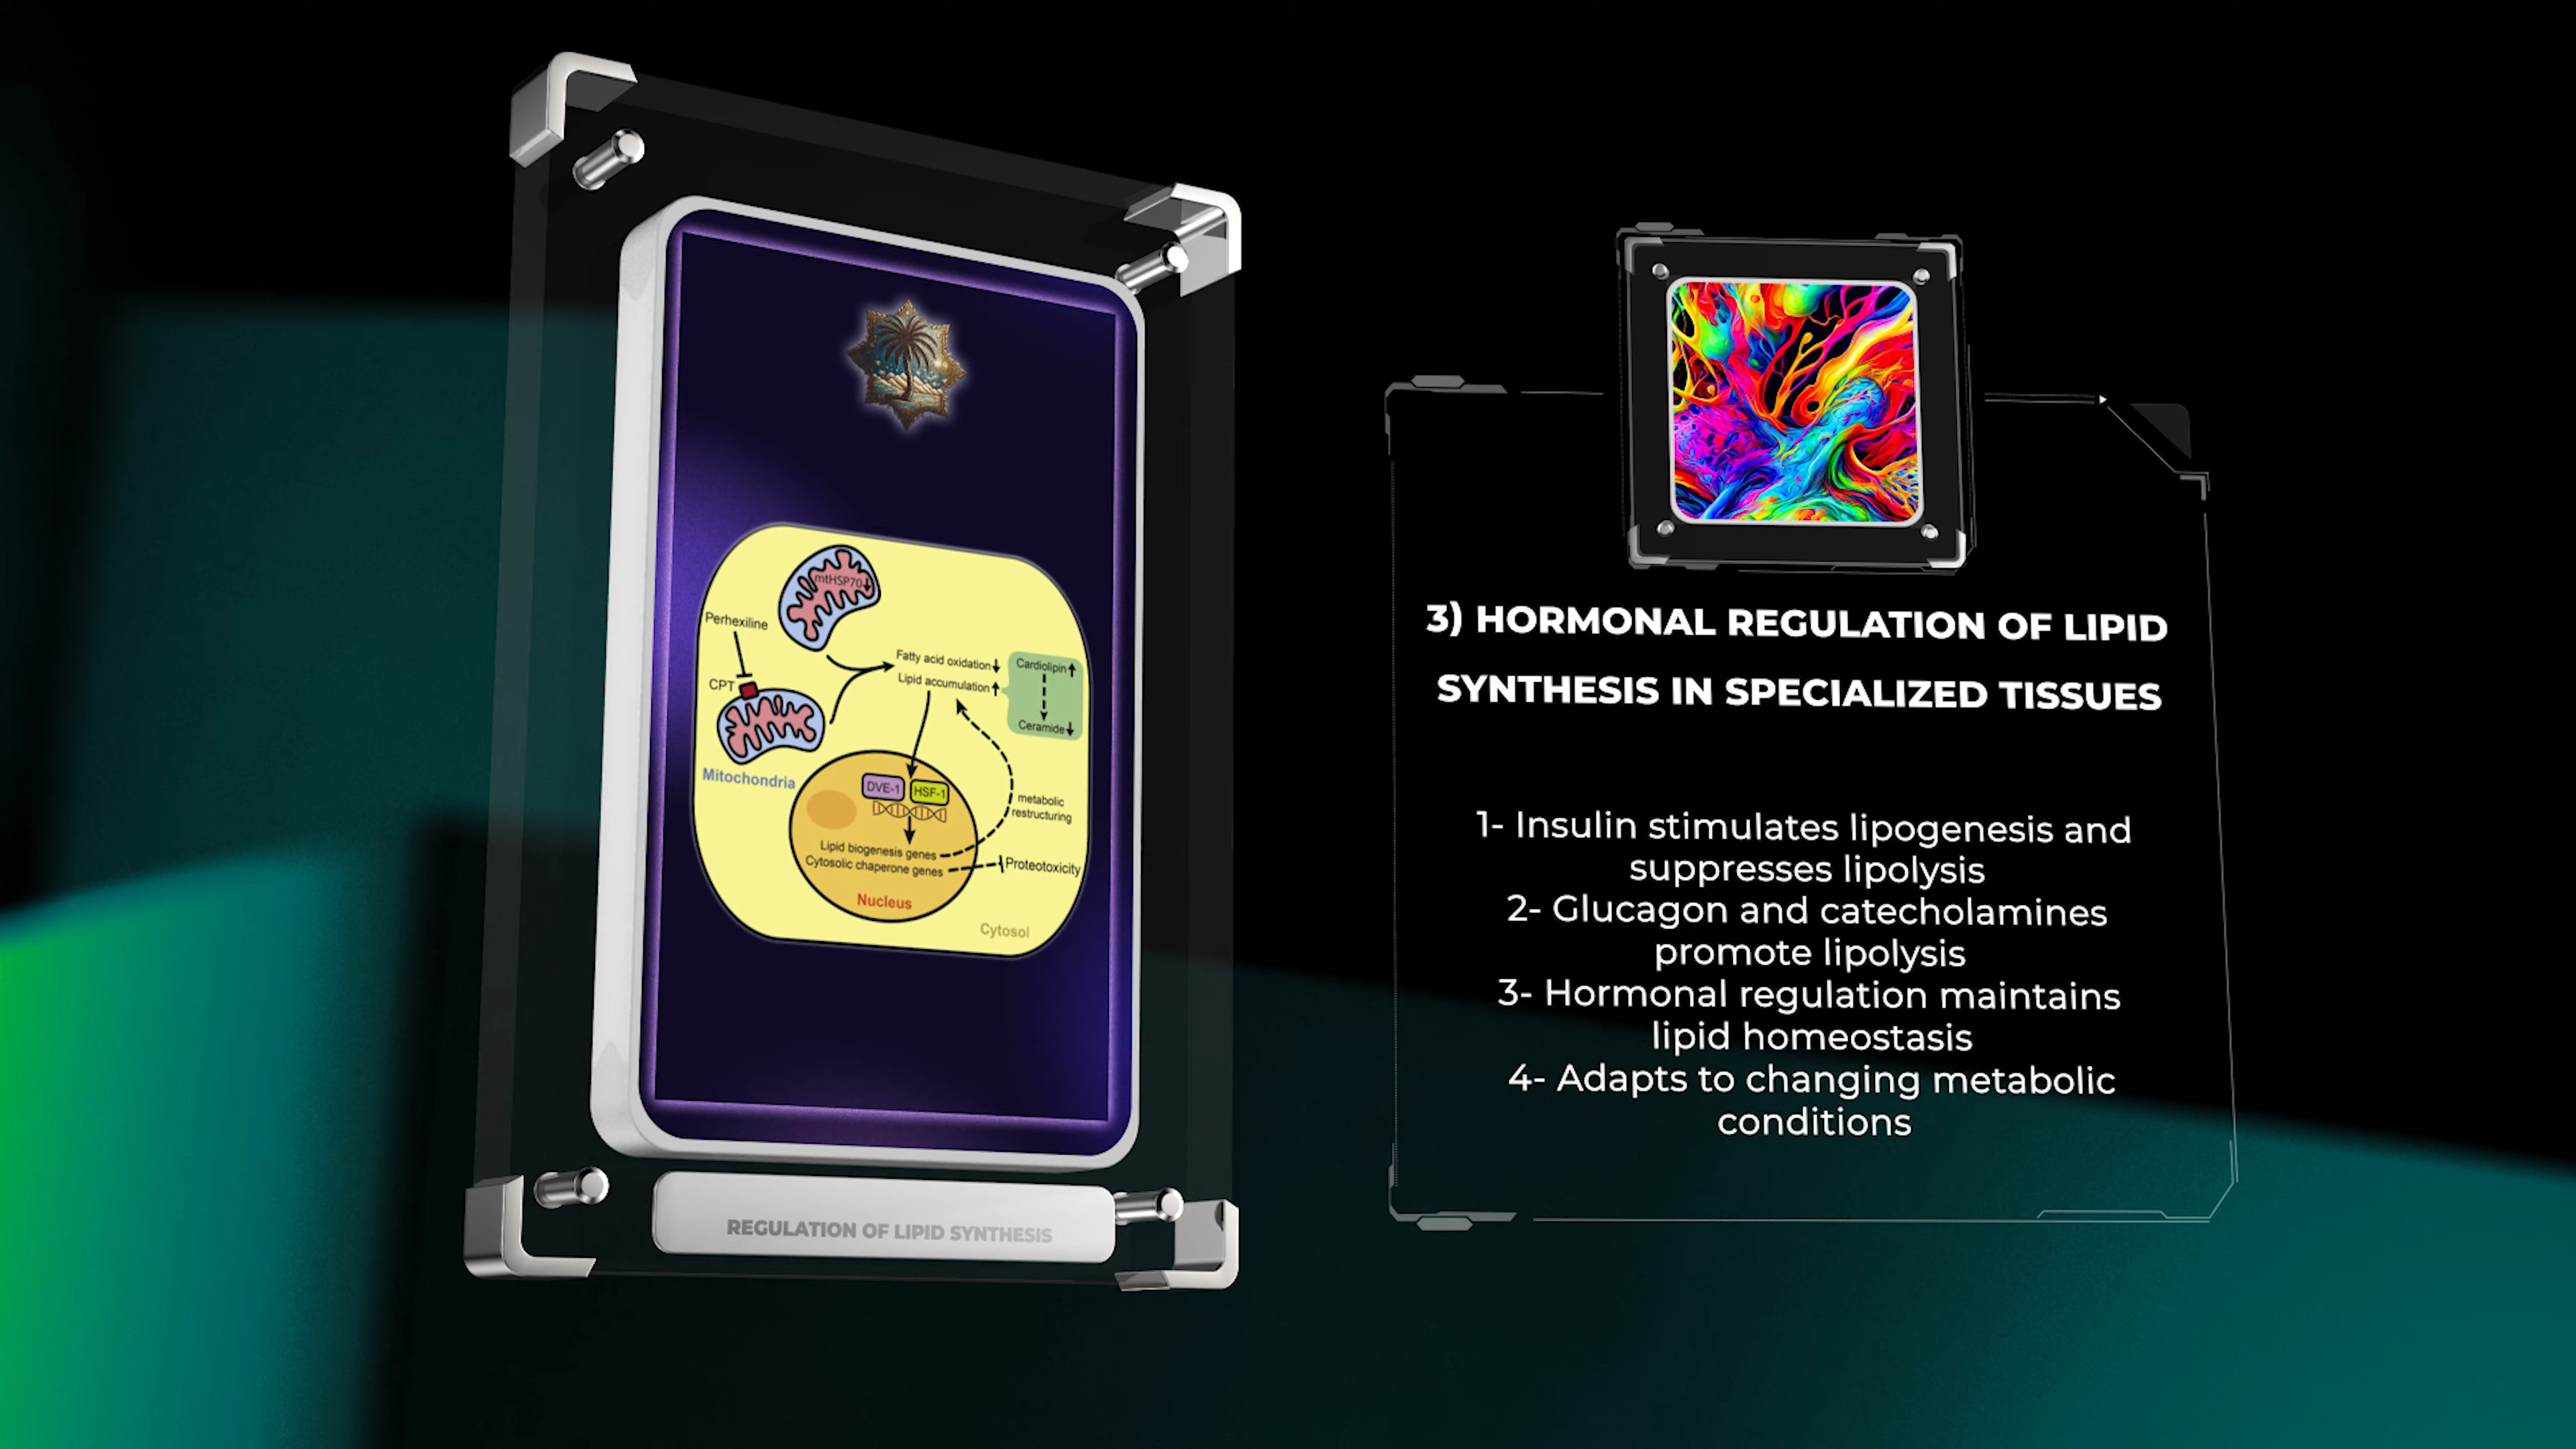 mtHSP70↓
Perhexiline
CPT
Mitochondria
Fatty acid oxidation↓
Lipid accumulation↑
Cardiolipin↑
Ceramide↓
DVE-1
HSF-1
metabolic
restructuring
Lipid biogenesis genes
Cytosolic chaperone genes
Proteotoxicity
Nucleus
Cytosol
REGULATION OF LIPID SYNTHESIS
3) HORMONAL REGULATION OF LIPID
SYNTHESIS IN SPECIALIZED TISSUES
1- Insulin stimulates lipogenesis and
suppresses lipolysis
2- Glucagon and catecholamines
promote lipolysis
3- Hormonal regulation maintains
lipid homeostasis
4- Adapts to changing metabolic
conditions